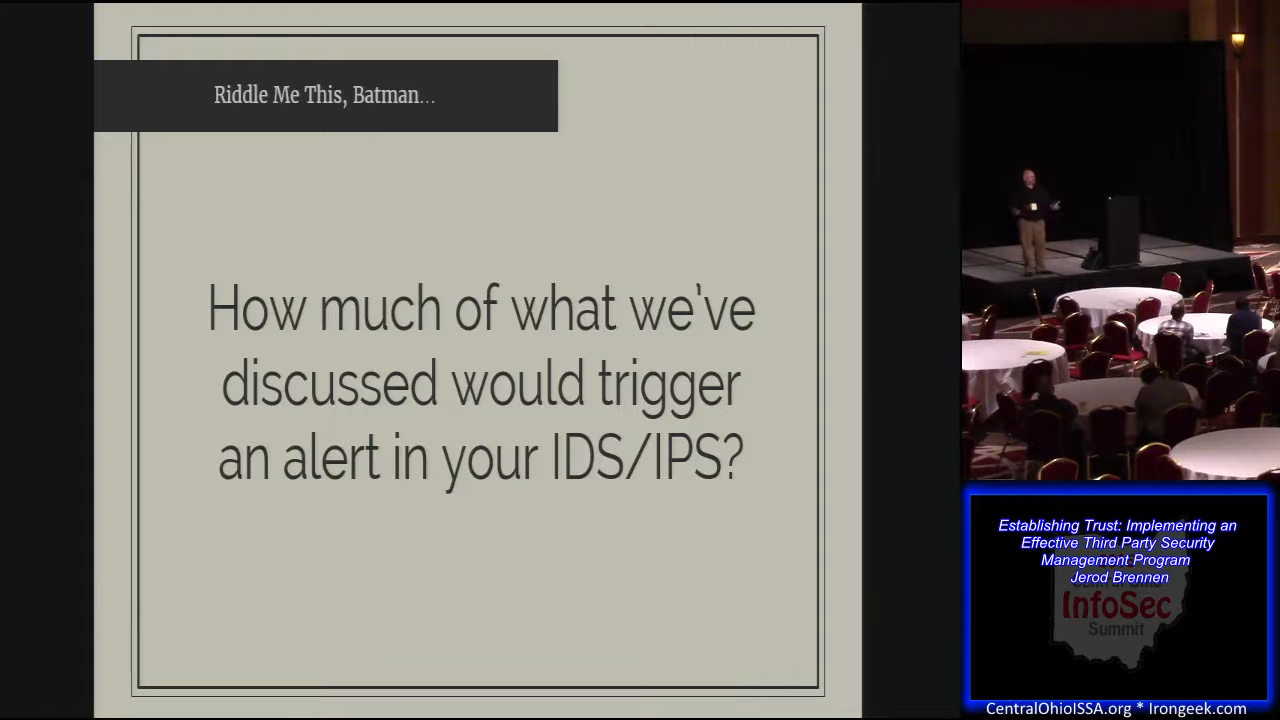 Riddle Me This, Batman…
How much of what we've
discussed would trigger
an alert in your IDS/IPS?
Establishing Trust: Implementing an
Effective Third Party Security
Management Program
Jerod Brennen
InfoSec
Summit
CentralOhioISSA.org * Irongeek.com